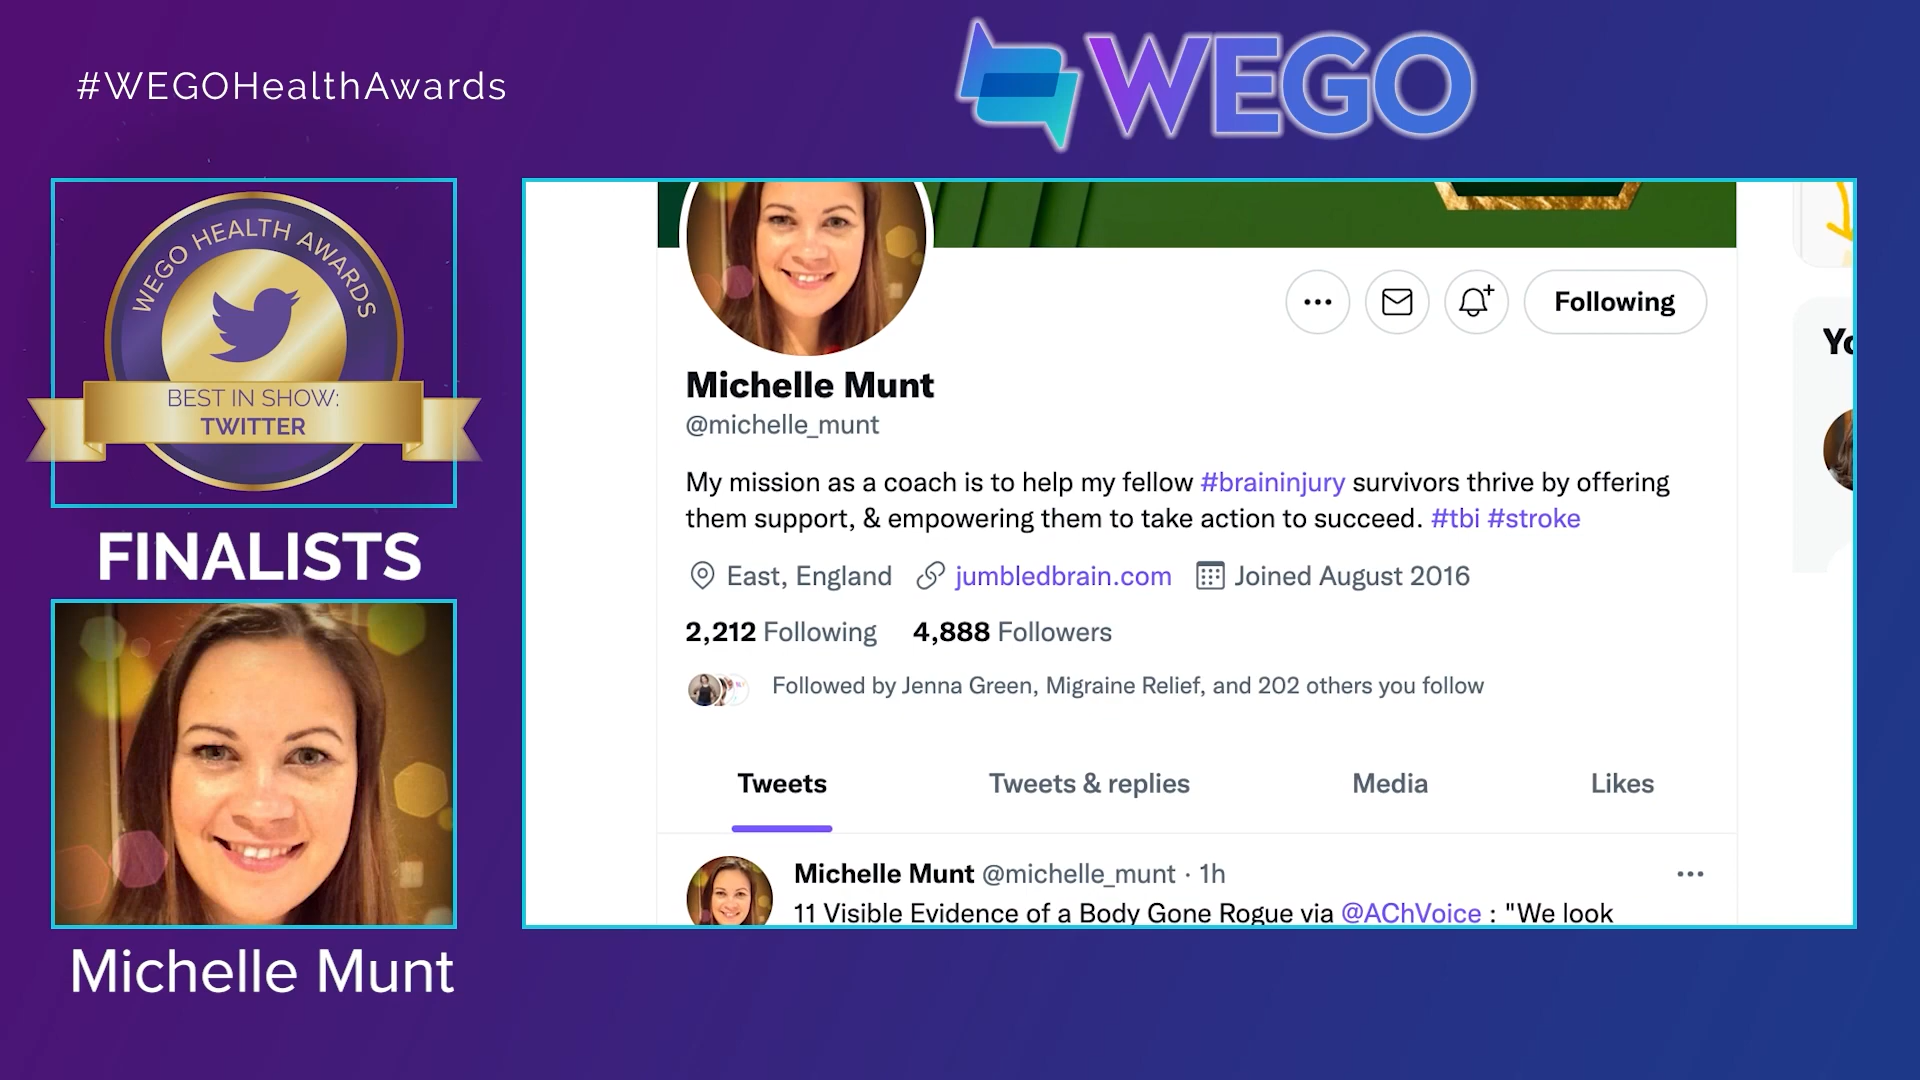 #WEGOHealthAwards
WEGO
WEGO HEALTH AWARDS
BEST IN SHOW:
TWITTER
FINALISTS
Michelle Munt
Following
Michelle Munt
@michelle_munt
My mission as a coach is to help my fellow #braininjury survivors thrive by offering
them support, & empowering them to take action to succeed. #tbi #stroke
East, England jumbledbrain.com Joined August 2016
2,212 Following 4,888 Followers
Followed by Jenna Green, Migraine Relief, and 202 others you follow
Tweets Tweets & replies Media Likes
Michelle Munt @michelle_munt · 1h
11 Visible Evidence of a Body Gone Rogue via @AChVoice : "We look